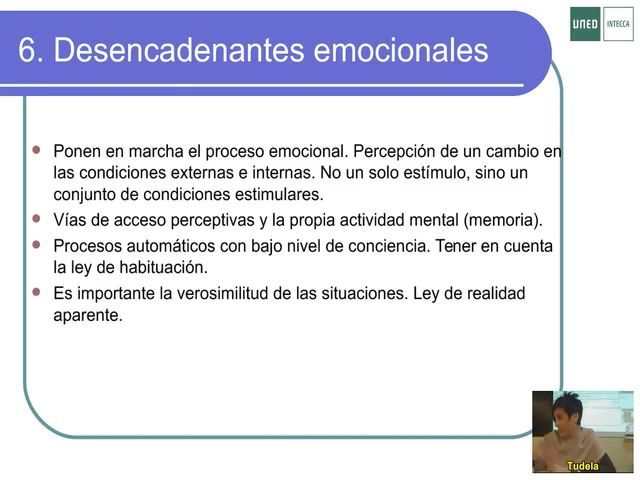 6. Desencadenantes emocionales
UNED
INTECCA
Ponen en marcha el proceso emocional. Percepción de un cambio en
las condiciones externas e internas. No un solo estímulo, sino un
conjunto de condiciones estimulares.
Vías de acceso perceptivas y la propia actividad mental (memoria).
Procesos automáticos con bajo nivel de conciencia. Tener en cuenta
la ley de habituación.
Es importante la verosimilitud de las situaciones. Ley de realidad
aparente.
Tudela